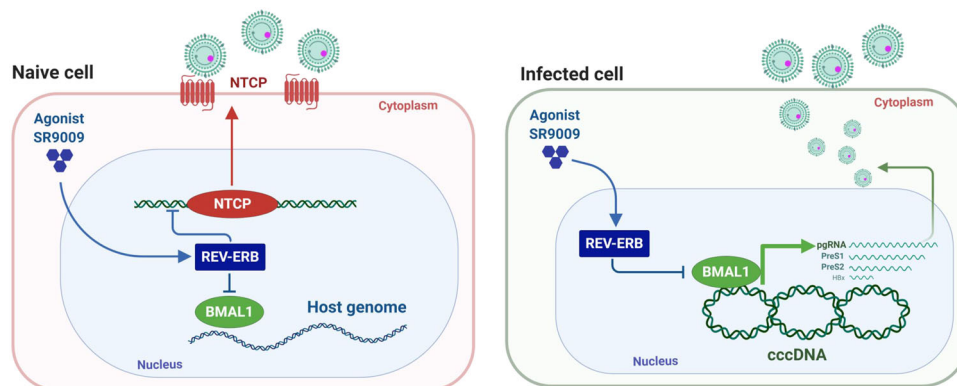 Naive cell
NTCP
Cytoplasm
Agonist
SR9009
NTCP
REV-ERB
BMAL1
Host genome
Nucleus
Infected cell
Cytoplasm
Agonist
SR9009
REV-ERB
BMAL1
pgRNA
PreS1
PreS2
HBx
cccDNA
Nucleus